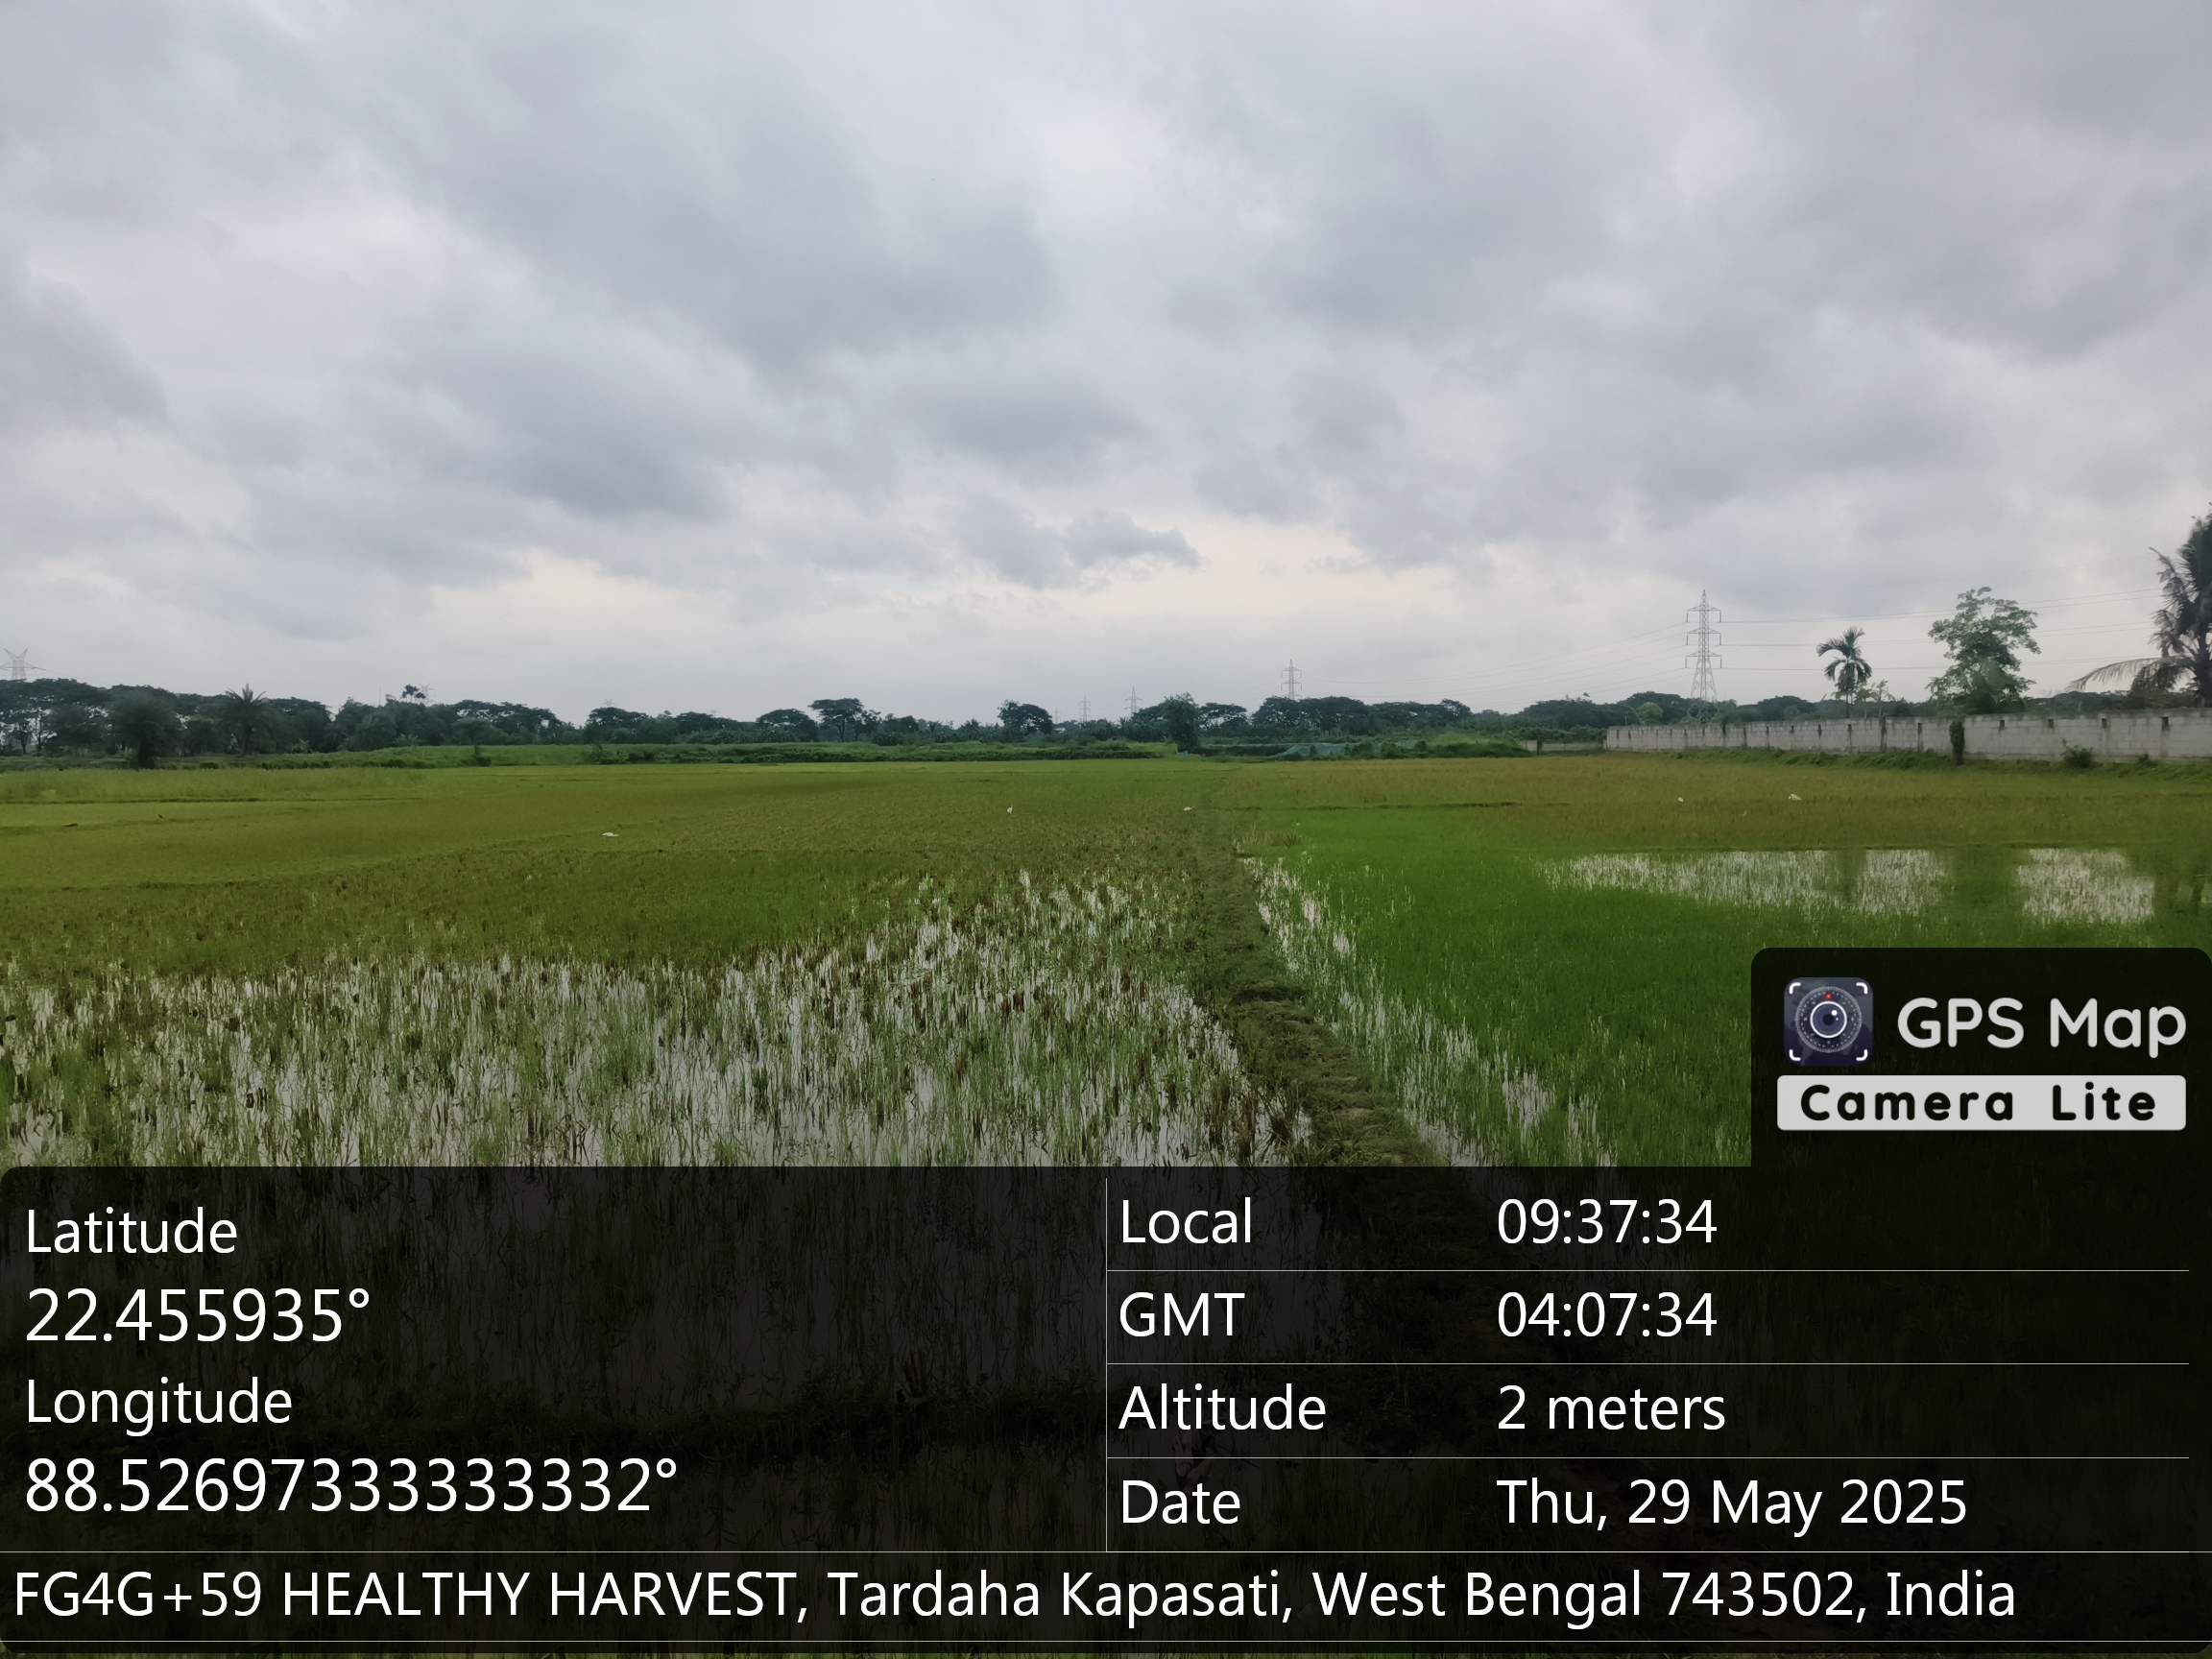 GPS Map
Camera Lite
Latitude
22.455935°
Longitude
88.52697333333332°
Local 09:37:34
GMT 04:07:34
Altitude 2 meters
Date Thu, 29 May 2025
FG4G+59 HEALTHY HARVEST, Tardaha Kapasati, West Bengal 743502, India